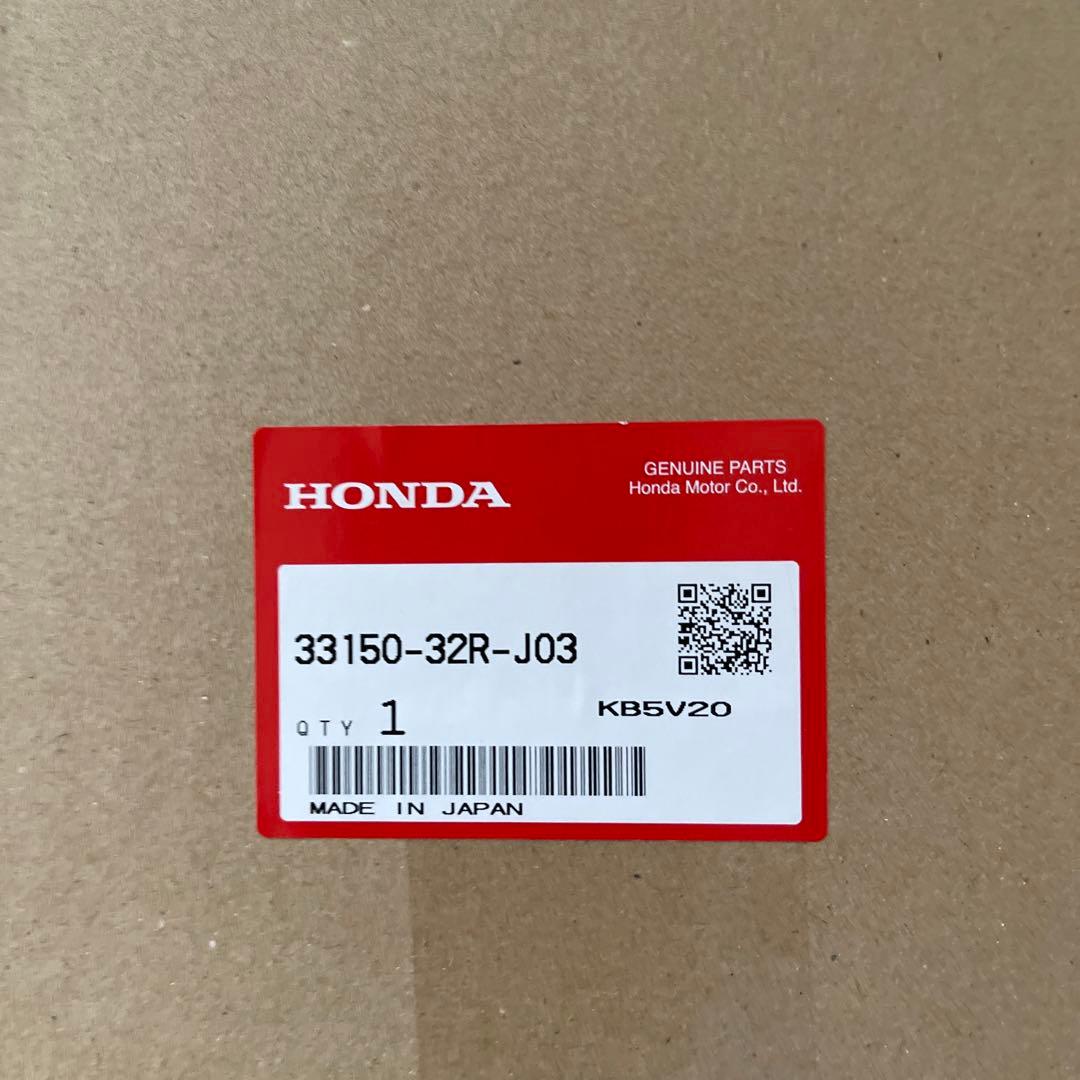 HONDA
GENUINE PARTS
Honda Motor Co., Ltd.
33150-32R-J03
QTY 1
KB5V20
MADE IN JAPAN